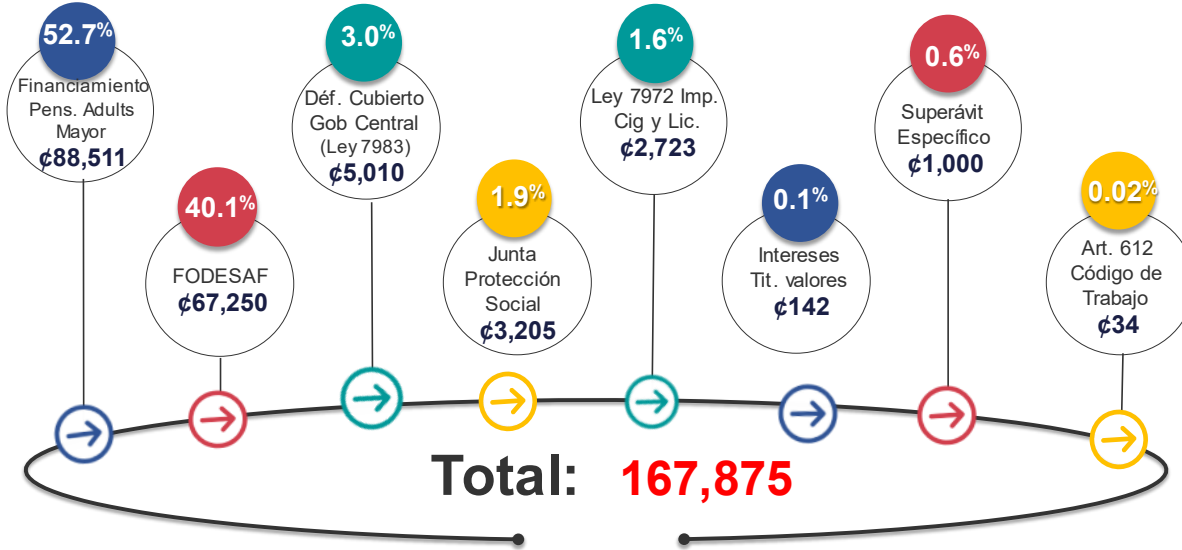 52.7%
Financiamiento
Pens. Adults
Mayor
¢88,511
40.1%
FODESAF
¢67,250
3.0%
Déf. Cubierto
Gob Central
(Ley 7983)
¢5,010
1.9%
Junta
Protección
Social
¢3,205
1.6%
Ley 7972 Imp.
Cig y Lic.
¢2,723
0.1%
Intereses
Tit. valores
¢142
0.6%
Superávit
Específico
¢1,000
0.02%
Art. 612
Código de
Trabajo
¢34
Total: 167,875